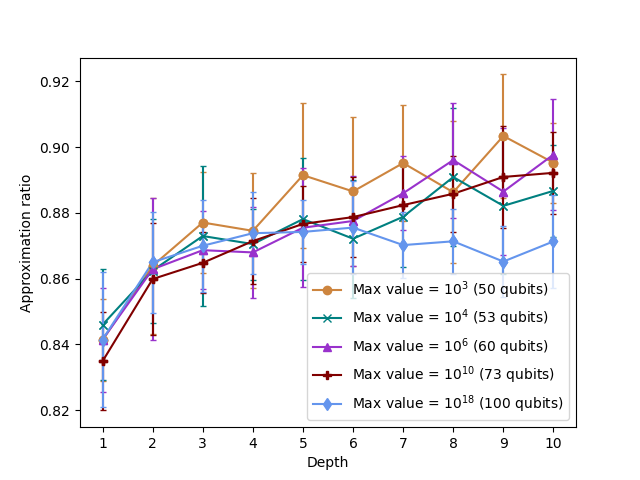 0.92
0.90
0.88
0.86
0.84
0.82
Approximation ratio
Max value = 10³ (50 qubits)
Max value = 10⁴ (53 qubits)
Max value = 10⁶ (60 qubits)
Max value = 10¹⁰ (73 qubits)
Max value = 10¹⁸ (100 qubits)
1 2 3 4 5 6 7 8 9 10
Depth